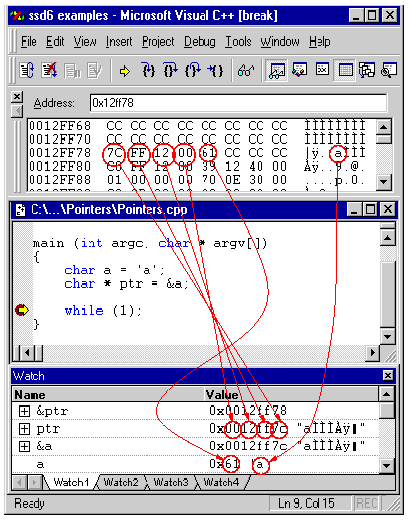 ssd6 examples - Microsoft Visual C++ [break]
File Edit View Insert Project Debug Tools Window Help
Address: 0x12ff78
0012FF68 CC CC CC CC CC CC CC CC ÌÌÌÌÌÌÌÌ
0012FF70 CC CC CC CC CC CC CC CC ÌÌÌÌÌÌÌÌ
0012FF78 7C FF 12 00 61 CC CC CC |ÿ..a
0012FF80 C0 FF 12 00 39 12 40 00 Àÿ..9.@.
0012FF88 01 00 00 00 70 0E 30 00 ....p.0.
C:\...\Pointers\Pointers.cpp
main (int argc, char * argv[])
{
char a = 'a';
char * ptr = &a;
while (1);
}
Watch
Name Value
&ptr 0x0012ff78
ptr 0x0012ff7c "aÌÌÌÀÿ▮"
&a 0x0012ff7c "aÌÌÌÀÿ▮"
a 0x61 'a'
Watch1 Watch2 Watch3 Watch4
Ready Ln 9, Col 15 REC